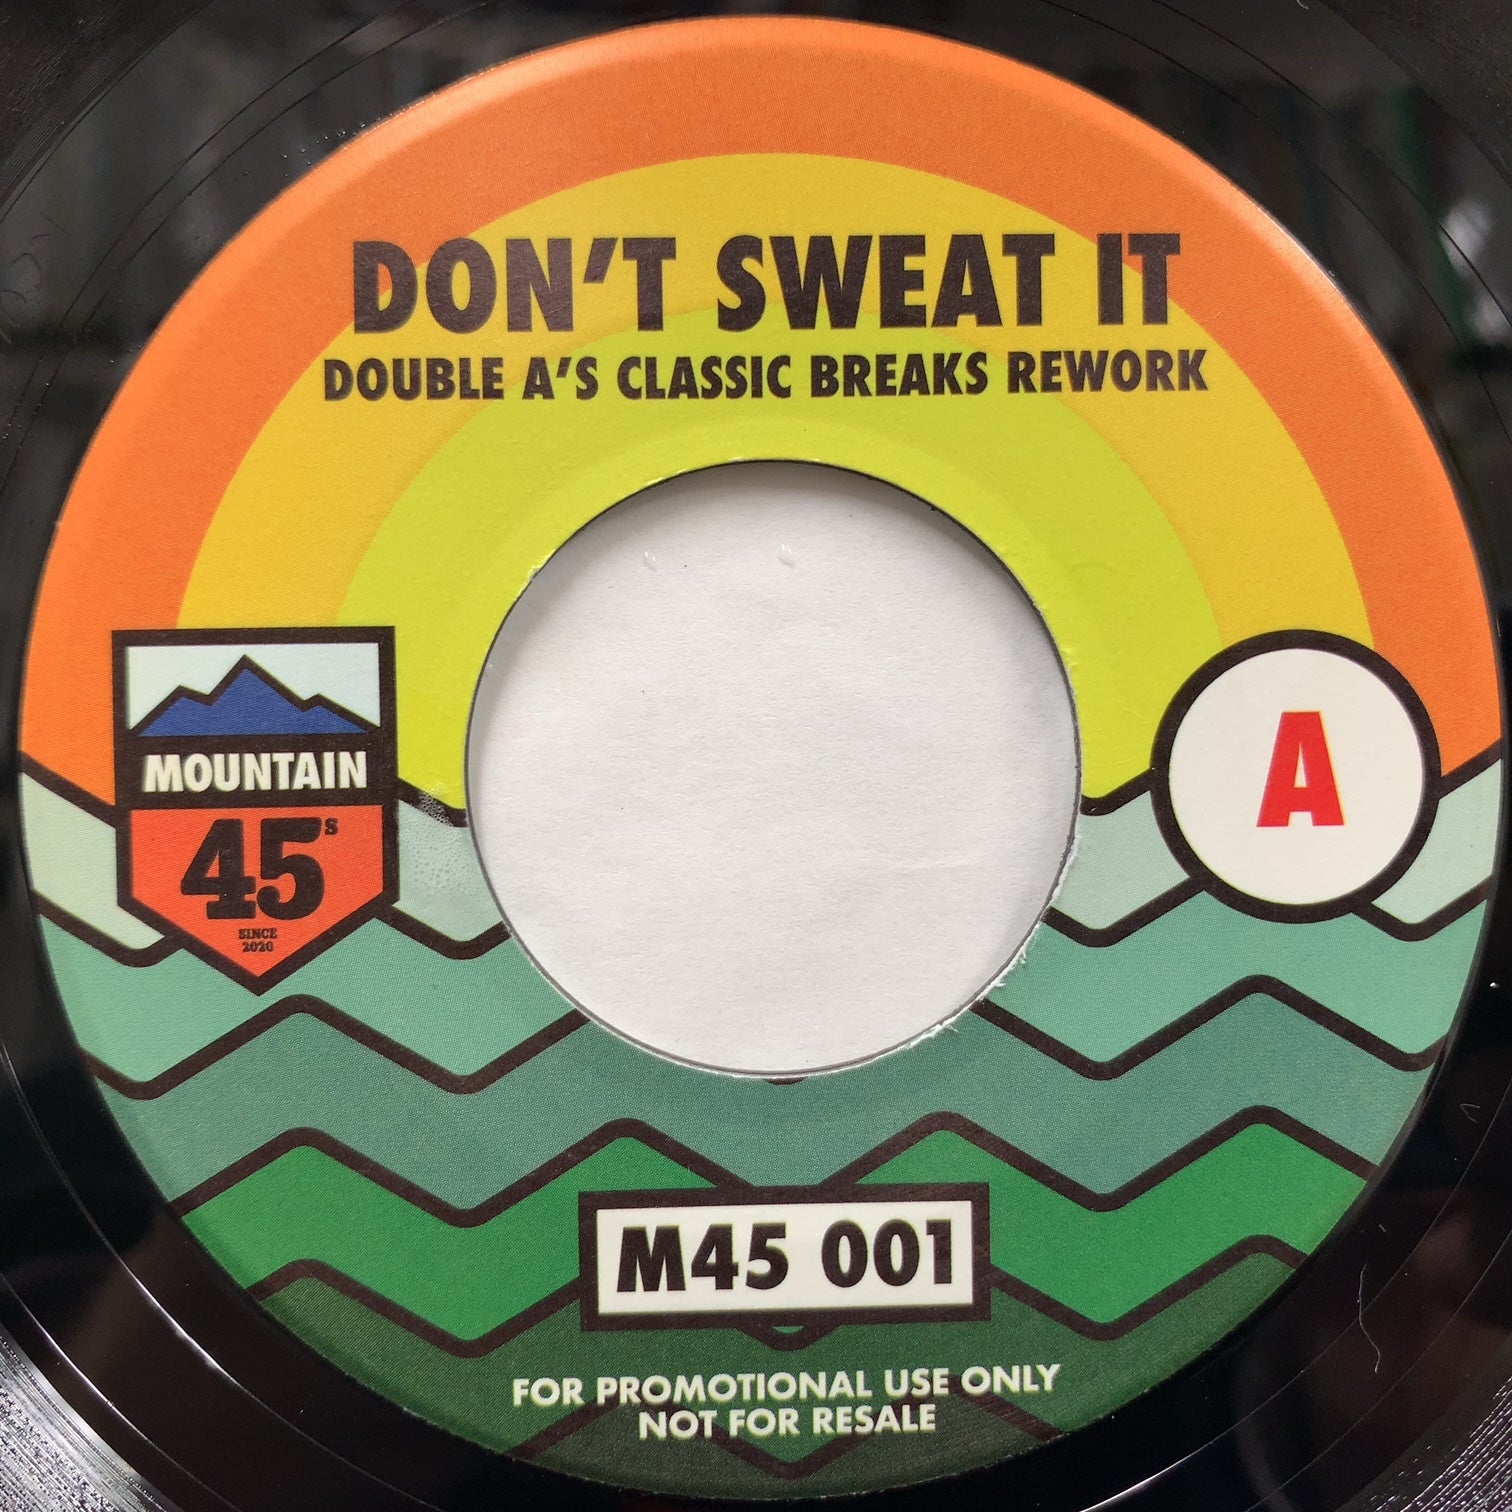 DON'T SWEAT IT
DOUBLE A'S CLASSIC BREAKS REWORK
MOUNTAIN
45s
SINCE
2020
A
M45 001
FOR PROMOTIONAL USE ONLY
NOT FOR RESALE